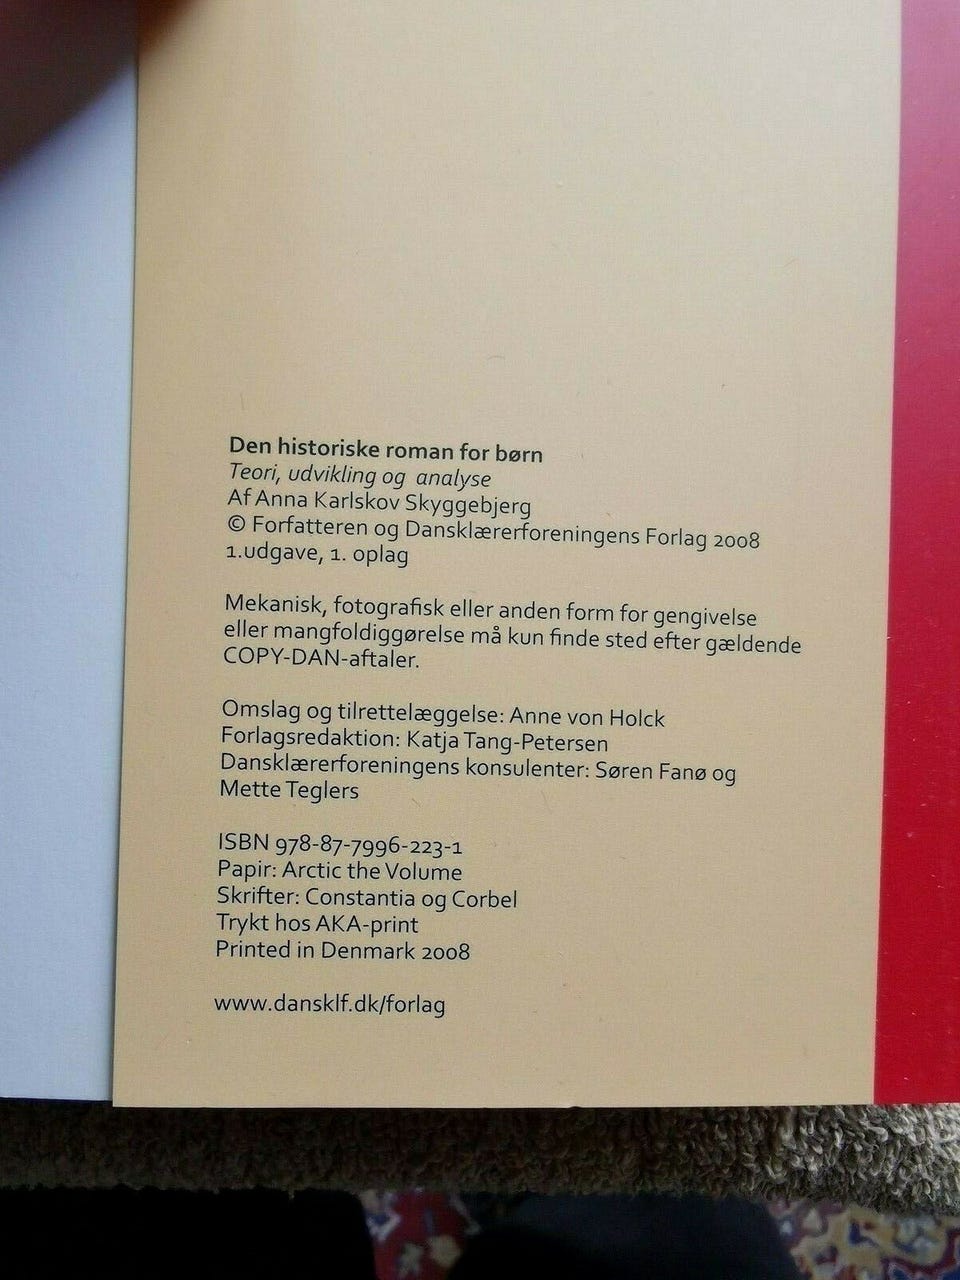 Den historiske roman for børn
Teori, udvikling og analyse
Af Anna Karlskov Skyggebjerg
© Forfatteren og Dansklærerforeningens Forlag 2008
1.udgave, 1. oplag
Mekanisk, fotografisk eller anden form for gengivelse
eller mangfoldiggørelse må kun finde sted efter gældende
COPY-DAN-aftaler.
Omslag og tilrettelæggelse: Anne von Holck
Forlagsredaktion: Katja Tang-Petersen
Dansklærerforeningens konsulenter: Søren Fanø og
Mette Teglers
ISBN 978-87-7996-223-1
Papir: Arctic the Volume
Skrifter: Constantia og Corbel
Trykt hos AKA-print
Printed in Denmark 2008
www.dansklf.dk/forlag